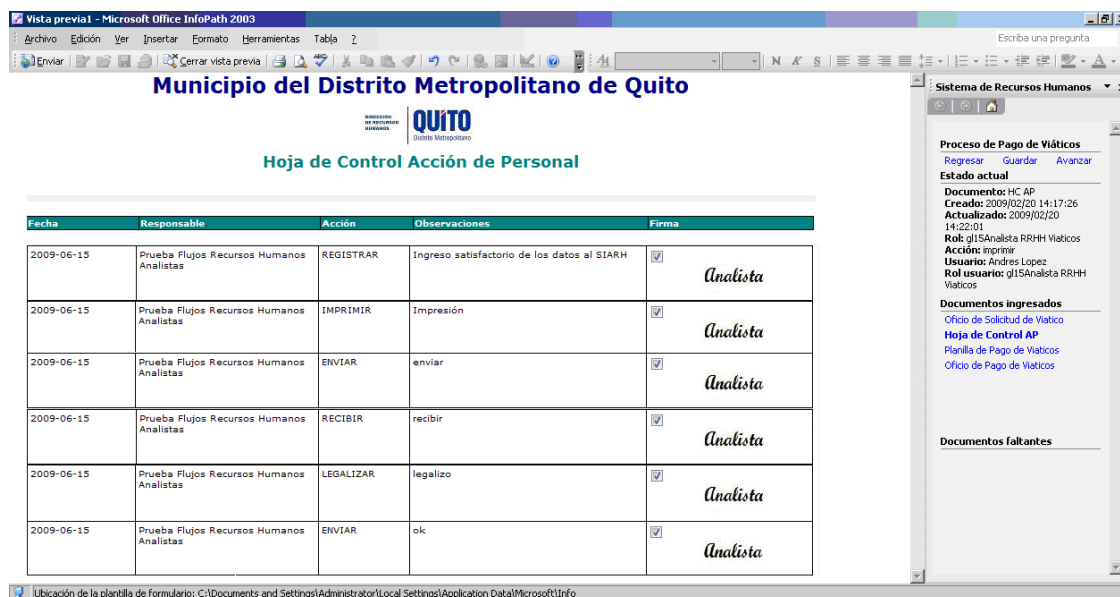 Vista previa1 - Microsoft Office InfoPath 2003
Archivo Edición Ver Insertar Formato Herramientas Tabla ?
Escriba una pregunta
Enviar Cerrar vista previa N K S
Municipio del Distrito Metropolitano de Quito
DIRECCIÓN DE RECURSOS HUMANOS
QUITO
Distrito Metropolitano
Hoja de Control Acción de Personal
Fecha Responsable Acción Observaciones Firma
2009-06-15 Prueba Flujos Recursos Humanos Analistas REGISTRAR Ingreso satisfactorio de los datos al SIARH Analista
2009-06-15 Prueba Flujos Recursos Humanos Analistas IMPRIMIR Impresión Analista
2009-06-15 Prueba Flujos Recursos Humanos Analistas ENVIAR enviar Analista
2009-06-15 Prueba Flujos Recursos Humanos Analistas RECIBIR recibir Analista
2009-06-15 Prueba Flujos Recursos Humanos Analistas LEGALIZAR legalizo Analista
2009-06-15 Prueba Flujos Recursos Humanos Analistas ENVIAR ok Analista
Sistema de Recursos Humanos
Proceso de Pago de Viáticos
Regresar Guardar Avanzar
Estado actual
Documento: HC AP
Creado: 2009/02/20 14:17:26
Actualizado: 2009/02/20
14:22:01
Rol: gl15Analista RRHH Viaticos
Acción: imprimir
Usuario: Andres Lopez
Rol usuario: gl15Analista RRHH
Viaticos
Documentos ingresados
Oficio de Solicitud de Viatico
Hoja de Control AP
Planilla de Pago de Viaticos
Oficio de Pago de Viaticos
Documentos faltantes
Ubicación de la plantilla de formulario: C:\Documents and Settings\Administrator\Local Settings\Application Data\Microsoft\Info